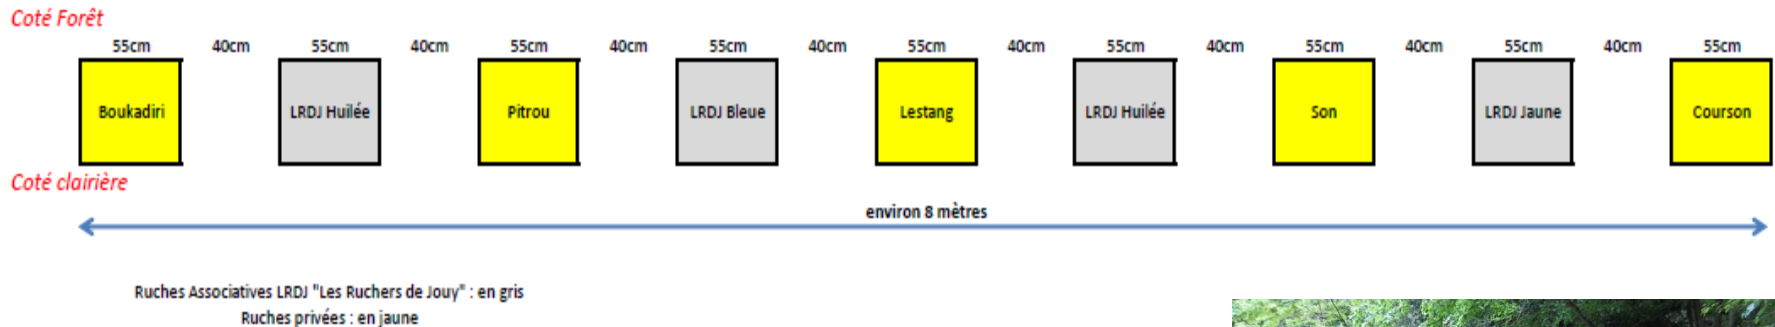 Coté Forêt
55cm 40cm 55cm 40cm 55cm 40cm 55cm 40cm 55cm 40cm 55cm 40cm 55cm 40cm 55cm 40cm 55cm
Boukadiri LRDJ Huilée Pitrou LRDJ Bleue Lestang LRDJ Huilée Son LRDJ Jaune Courson
Coté clairière
environ 8 mètres
Ruches Associatives LRDJ "Les Ruchers de Jouy" : en gris
Ruches privées : en jaune